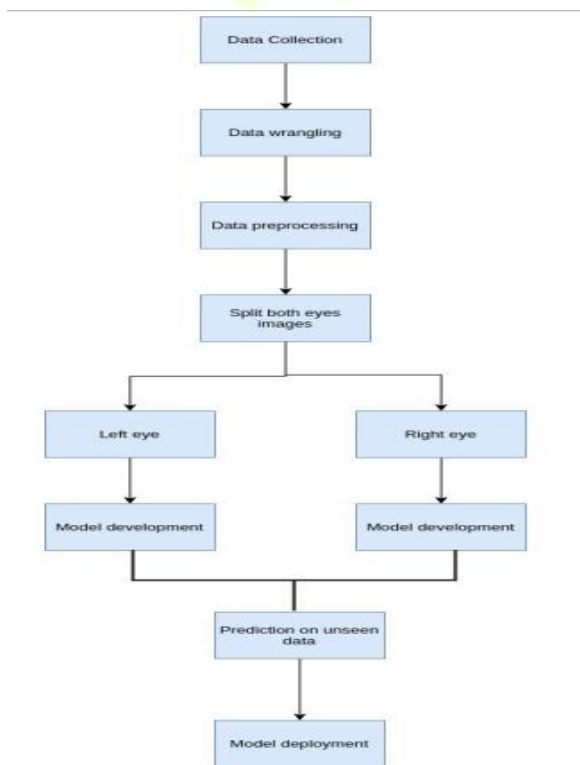 Data Collection
Data wrangling
Data preprocessing
Split both eyes
images
Left eye
Right eye
Model development
Model development
Prediction on unseen
data
Model deployment